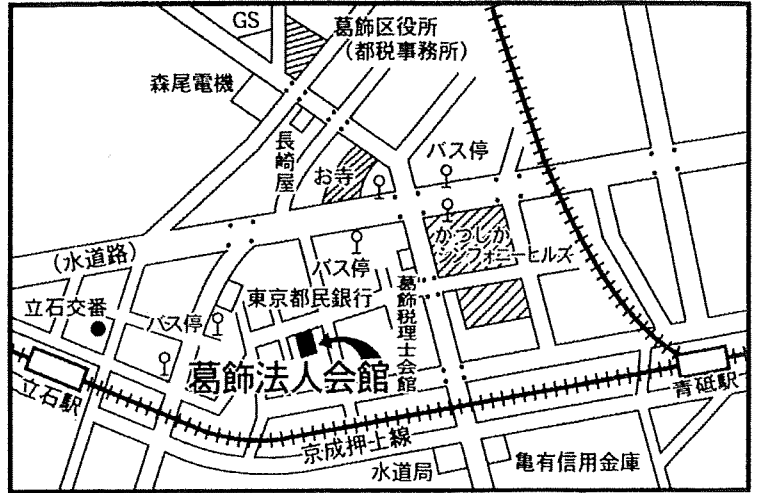 GS
葛飾区役所
(都税事務所)
森尾電機
長崎屋
お寺
バス停
かつしか
シンフォニーヒルズ
(水道路)
バス停
東京都民銀行
葛飾税理士会館
立石交番
バス停
葛飾法人会館
立石駅
青砥駅
京成押上線
水道局
亀有信用金庫